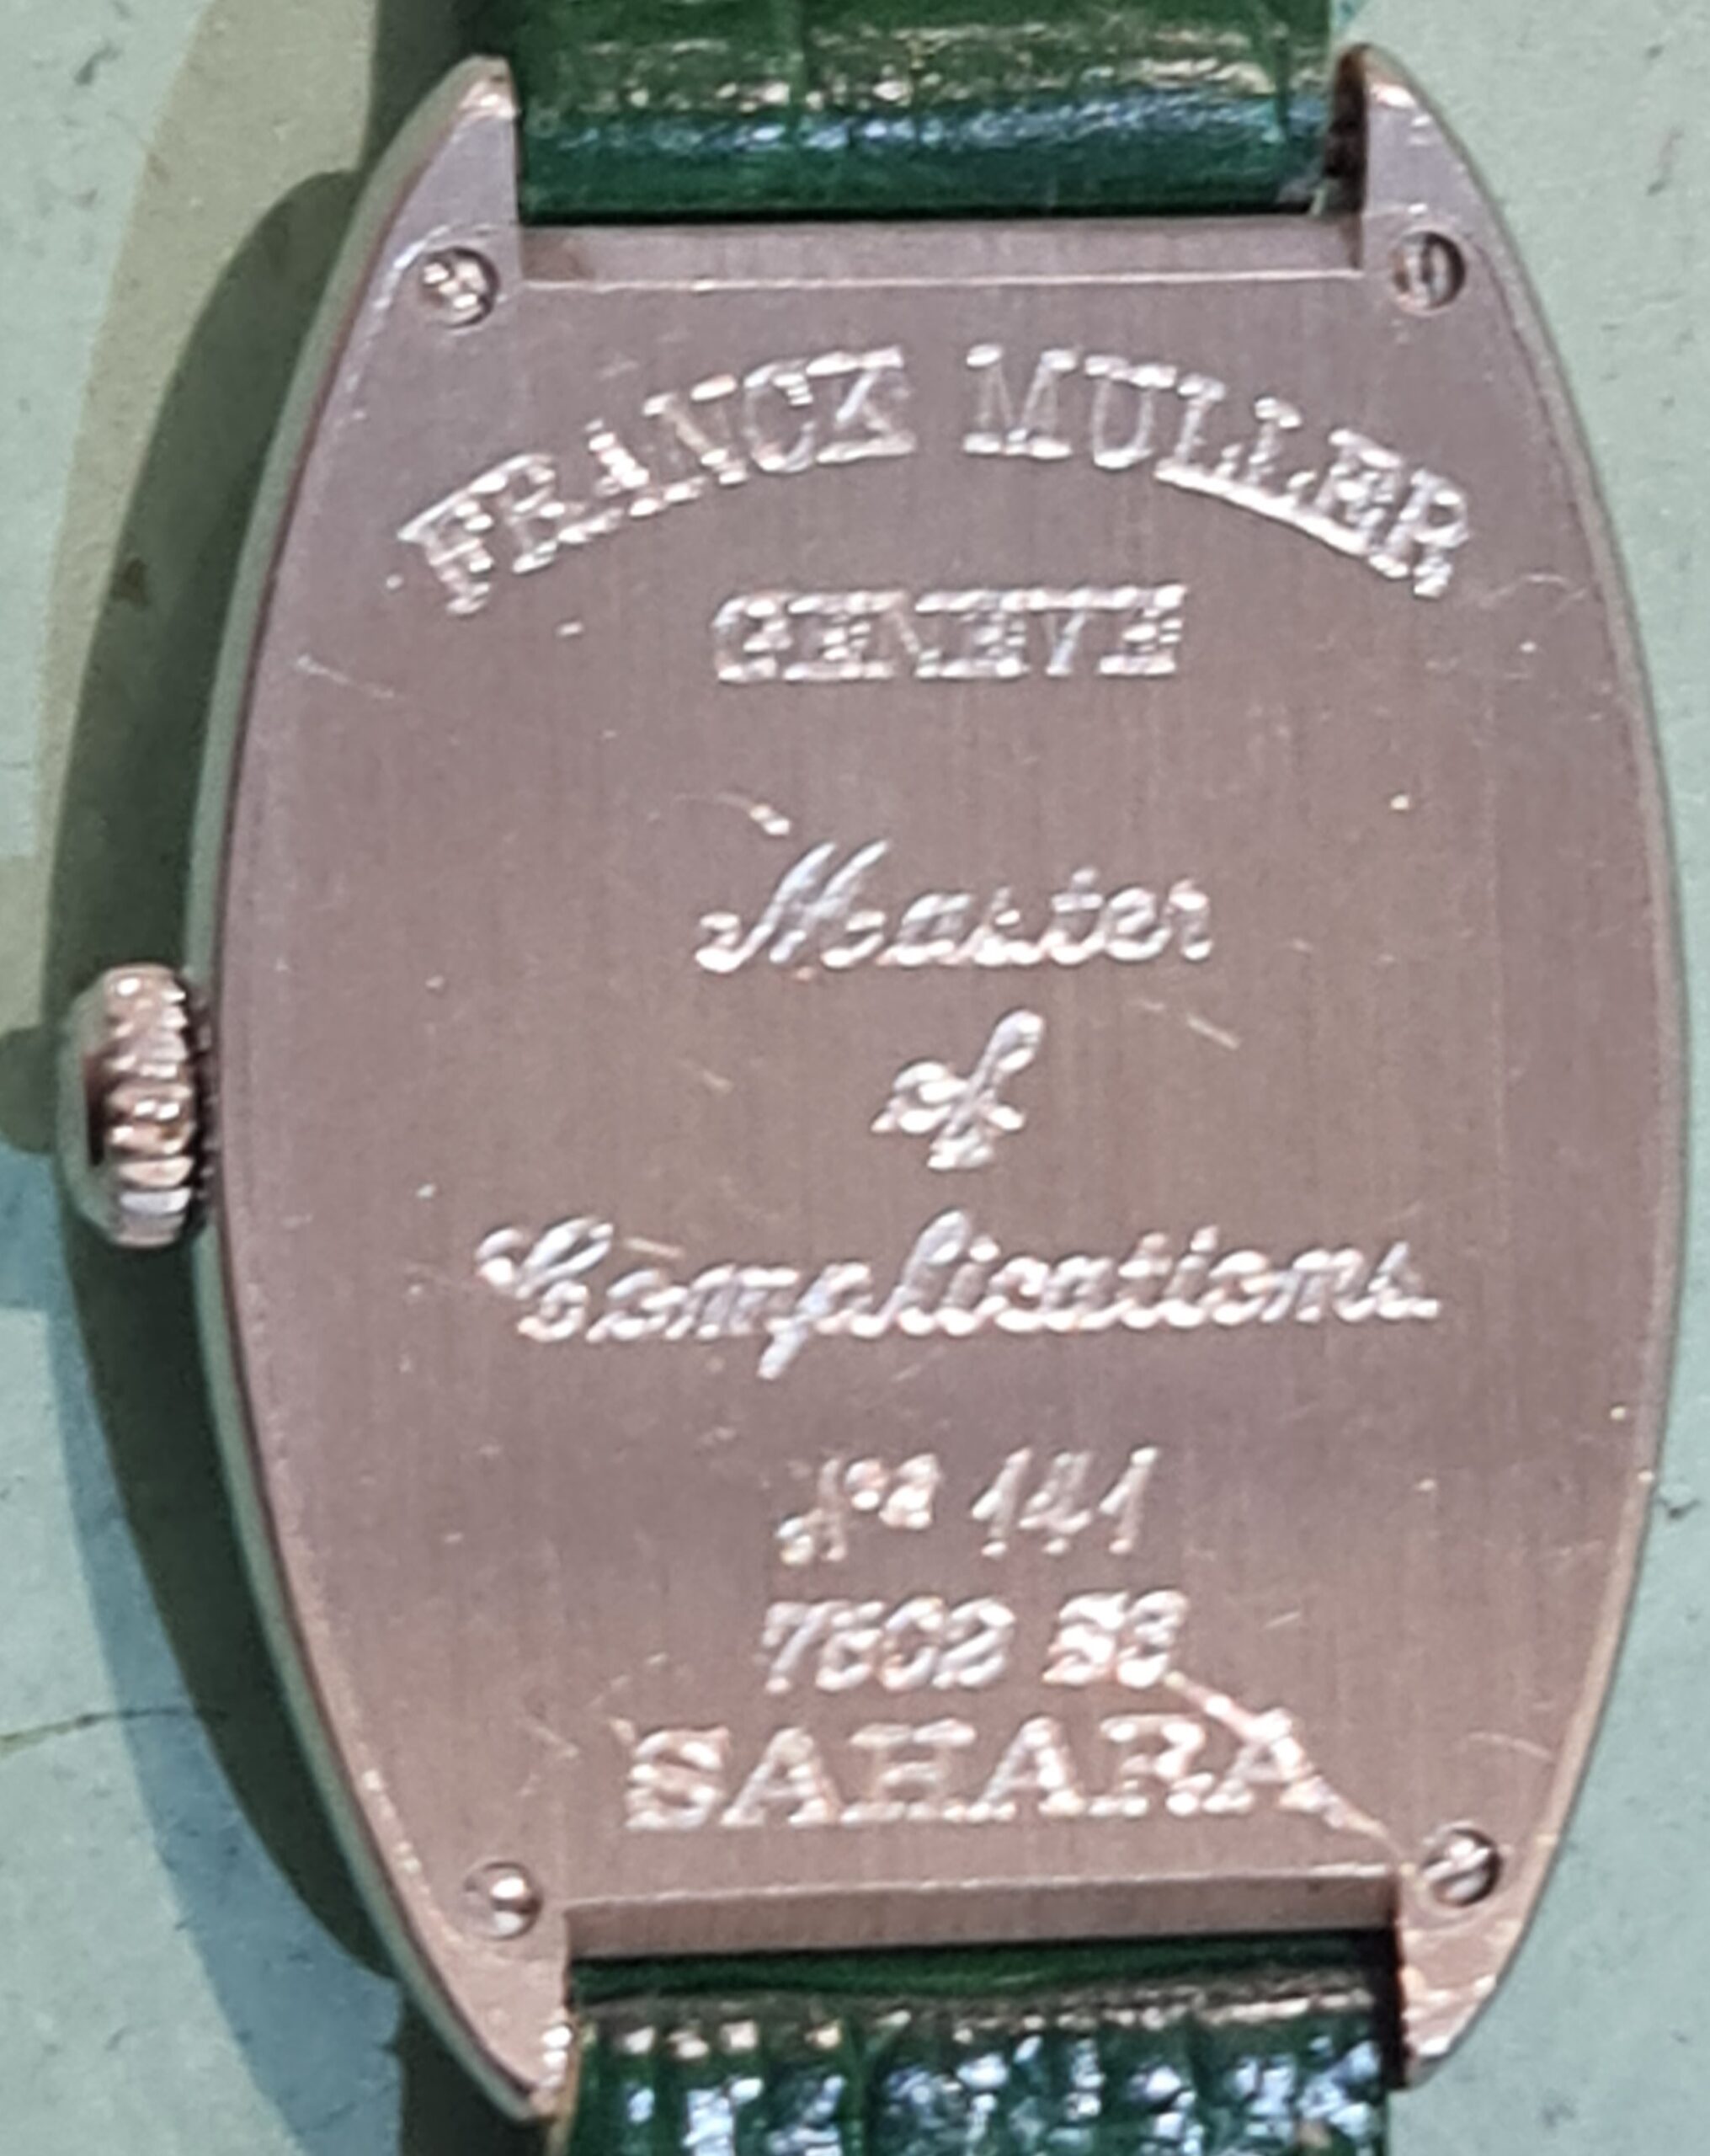 FRANCK MULLER
GENEVE
Master
of
Complications
Nº 141
7502 S6
SAHARA